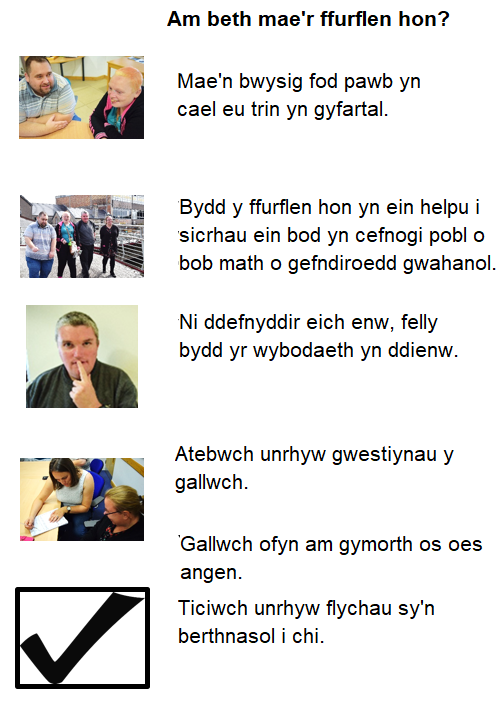 Am beth mae'r ffurflen hon?
Mae'n bwysig fod pawb yn
cael eu trin yn gyfartal.
Bydd y ffurflen hon yn ein helpu i
sicrhau ein bod yn cefnogi pobl o
bob math o gefndiroedd gwahanol.
Ni ddefnyddir eich enw, felly
bydd yr wybodaeth yn ddienw.
Atebwch unrhyw gwestiynau y
gallwch.
Gallwch ofyn am gymorth os oes
angen.
Ticiwch unrhyw flychau sy'n
berthnasol i chi.